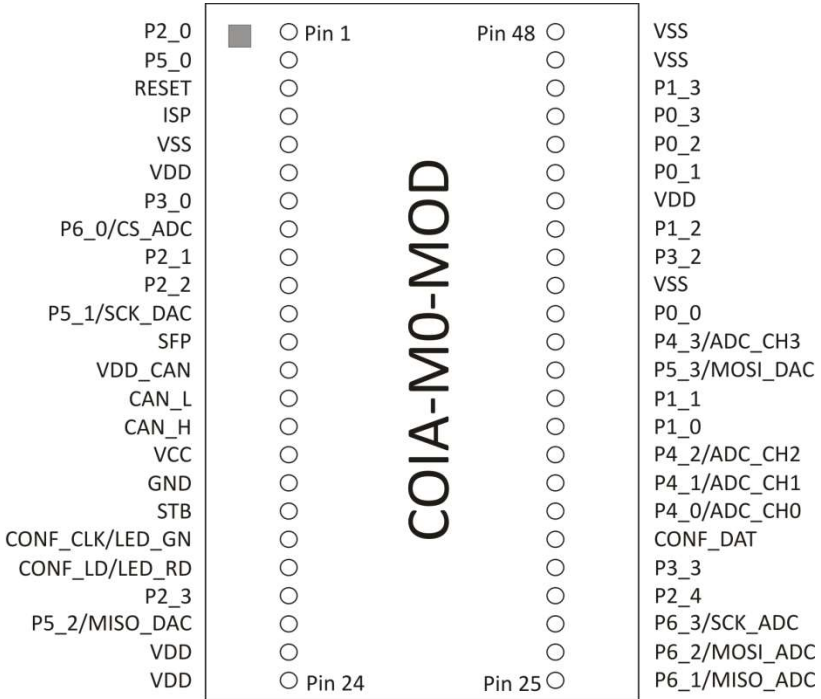 P2_0 Pin 1 Pin 48 VSS
P5_0 VSS
RESET P1_3
ISP P0_3
VSS P0_2
VDD P0_1
P3_0 VDD
P6_0/CS_ADC P1_2
P2_1 P3_2
P2_2 VSS
P5_1/SCK_DAC P0_0
SFP P4_3/ADC_CH3
VDD_CAN P5_3/MOSI_DAC
CAN_L P1_1
CAN_H P1_0
VCC P4_2/ADC_CH2
GND P4_1/ADC_CH1
STB P4_0/ADC_CH0
CONF_CLK/LED_GN CONF_DAT
CONF_LD/LED_RD P3_3
P2_3 P2_4
P5_2/MISO_DAC P6_3/SCK_ADC
VDD P6_2/MOSI_ADC
VDD Pin 24 Pin 25 P6_1/MISO_ADC
COIA-M0-MOD